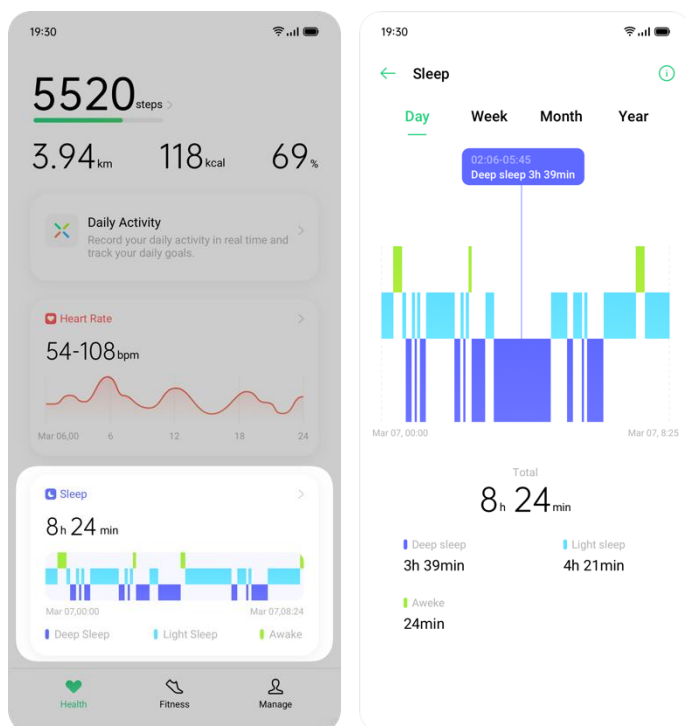 19:30
5520 steps
3.94 km 118 kcal 69 %
Daily Activity
Record your daily activity in real time and
track your daily goals.
Heart Rate
54-108 bpm
Mar 06,00 6 12 18 24
Sleep
8 h 24 min
Mar 07,00:00 Mar 07,08:24
Deep Sleep Light Sleep Awake
Health Fitness Manage
19:30
Sleep
Day Week Month Year
02:06-05:45
Deep sleep 3h 39min
Mar 07, 00:00 Mar 07, 8:25
Total
8 h 24 min
Deep sleep Light sleep
3h 39min 4h 21min
Aweke
24min